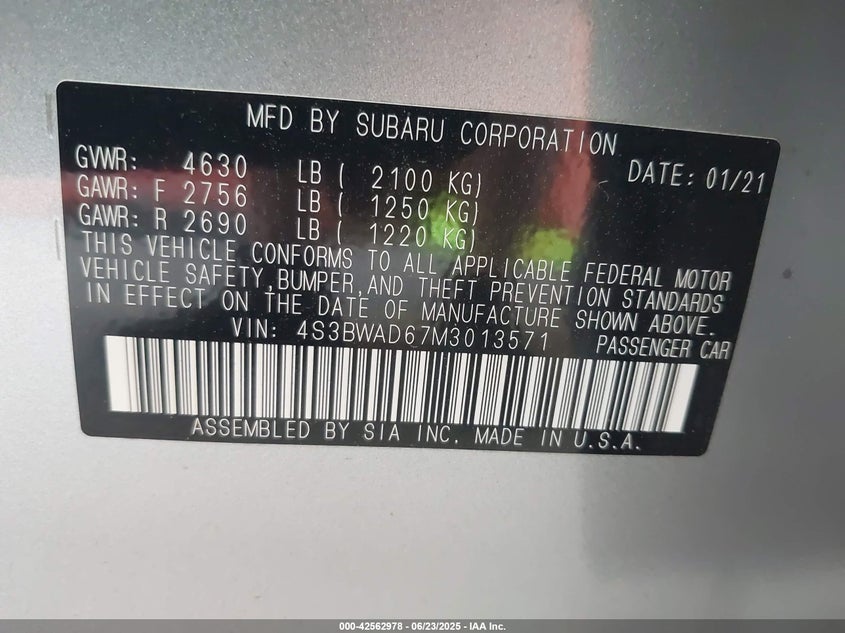 MFD BY SUBARU CORPORATION
GVWR: 4630 LB ( 2100 KG) DATE: 01/21
GAWR: F 2756 LB ( 1250 KG)
GAWR: R 2690 LB ( 1220 KG)
THIS VEHICLE CONFORMS TO ALL APPLICABLE FEDERAL MOTOR
VEHICLE SAFETY,BUMPER,AND THEFT PREVENTION STANDARDS
IN EFFECT ON THE DATE OF MANUFACTURE SHOWN ABOVE.
VIN: 4S3BWAD67M3013571 PASSENGER CAR
ASSEMBLED BY SIA INC. MADE IN U.S.A.
000-42562978 - 06/23/2025 - IAA Inc.